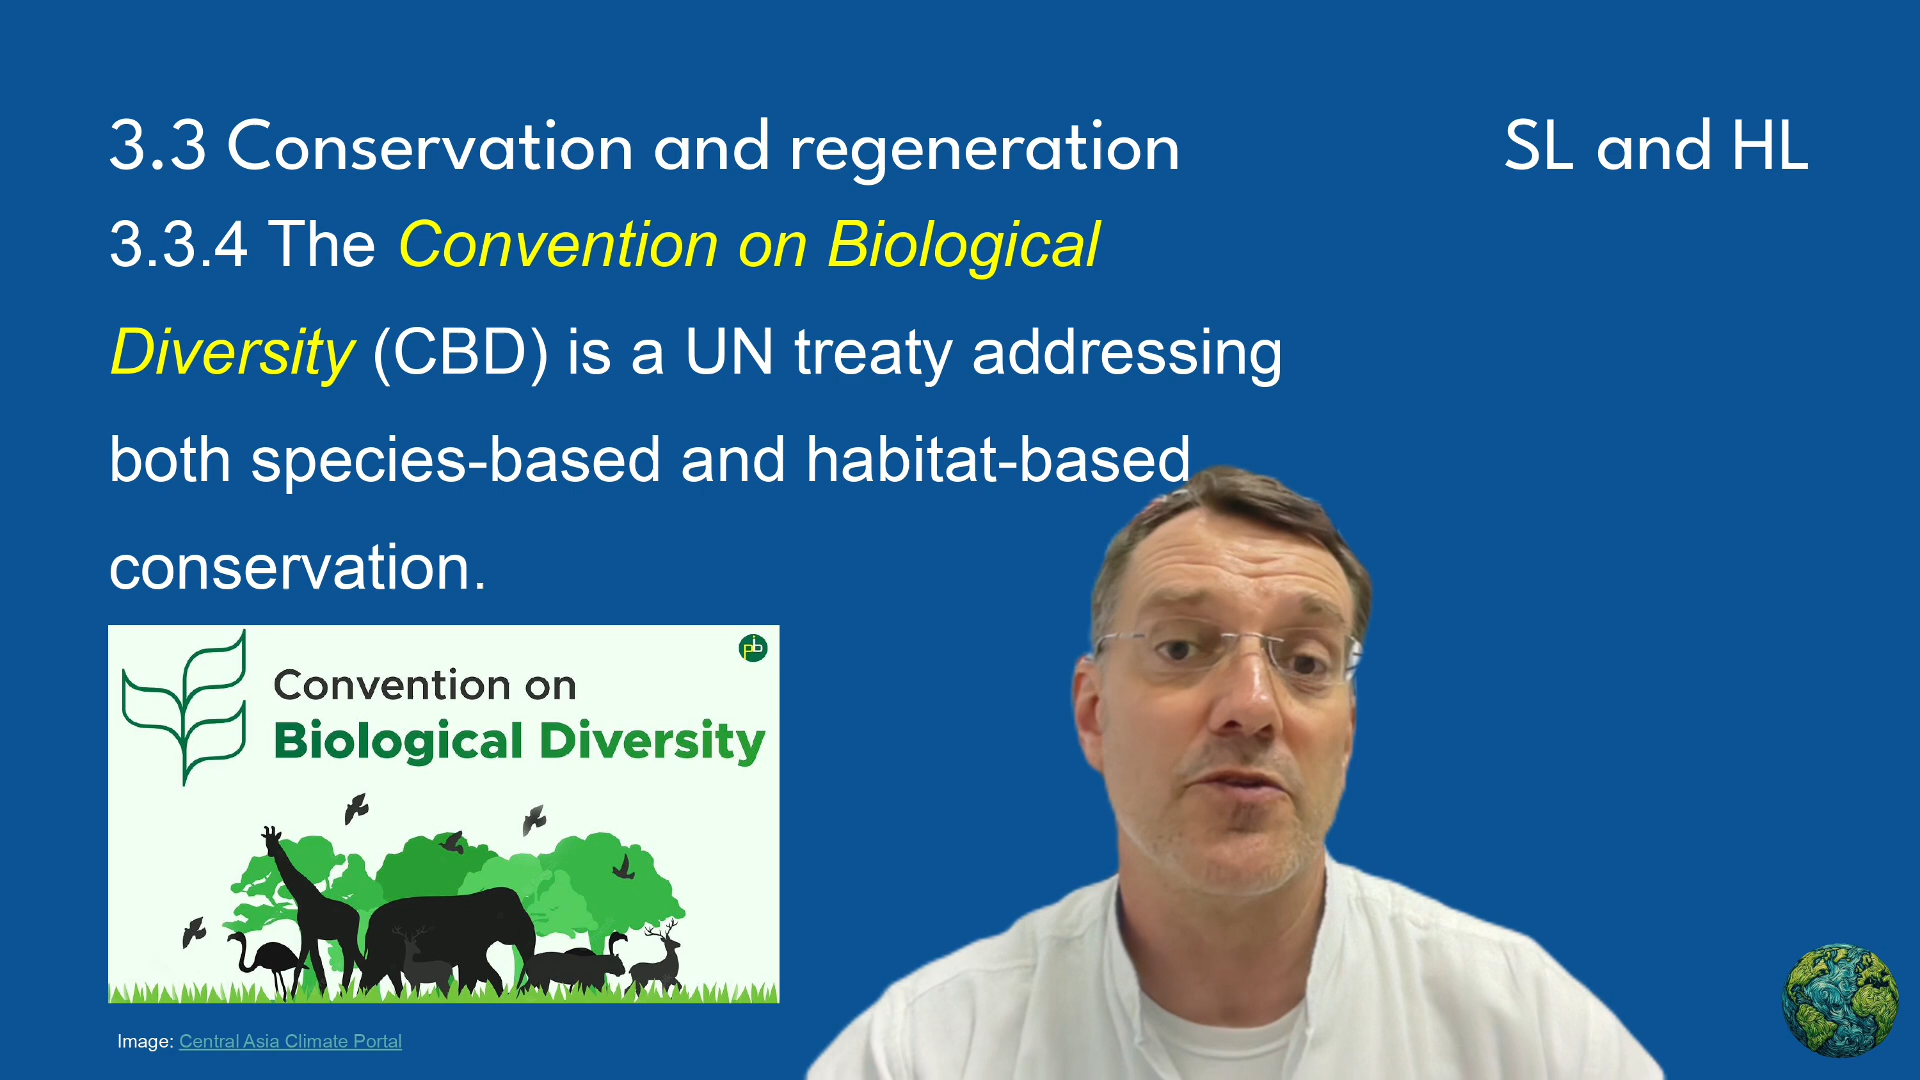 3.3 Conservation and regeneration
SL and HL
3.3.4 The Convention on Biological
Diversity (CBD) is a UN treaty addressing
both species-based and habitat-based
conservation.
Convention on
Biological Diversity
pib
Image: Central Asia Climate Portal